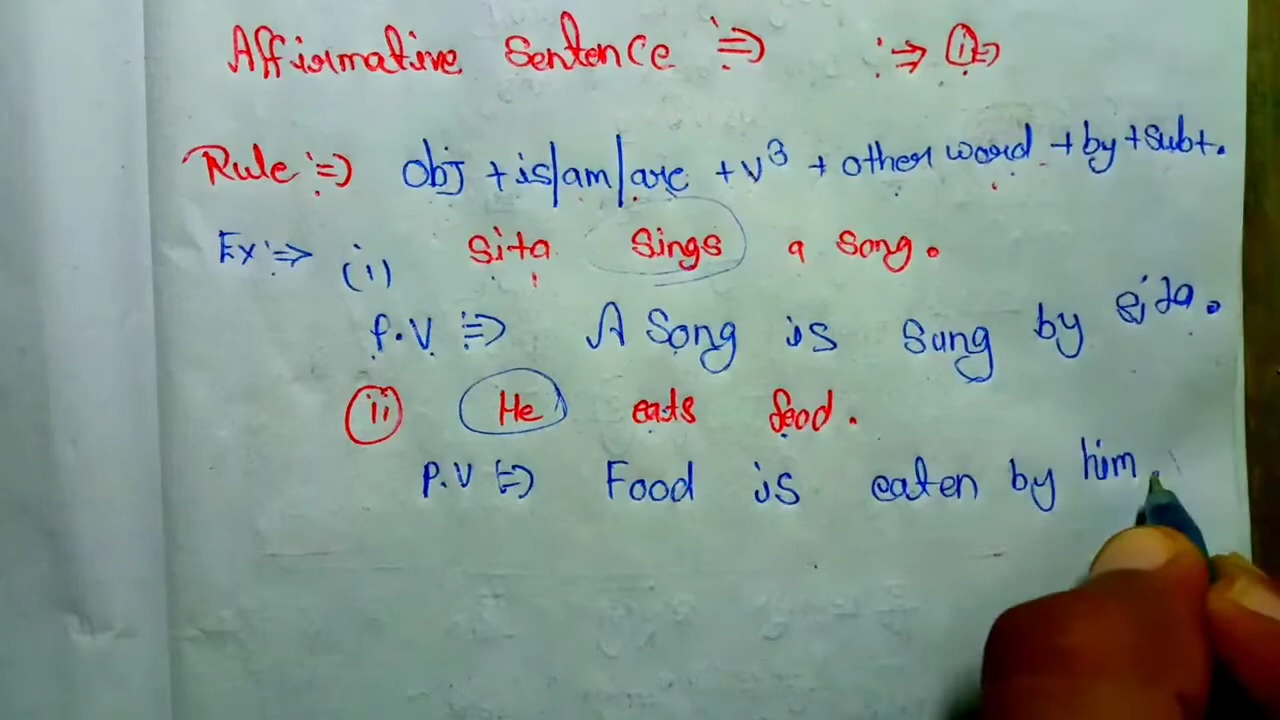 Affirmative Sentence ⇒ :⇒ (i)⇒
Rule ⇒ obj + is/am/are + v³ + other word + by + subt.
Ex ⇒ (i) Sita Sings a song.
P.V ⇒ A Song is Sung by sita.
(ii) He eats food.
P.V ⇒ Food is eaten by him.